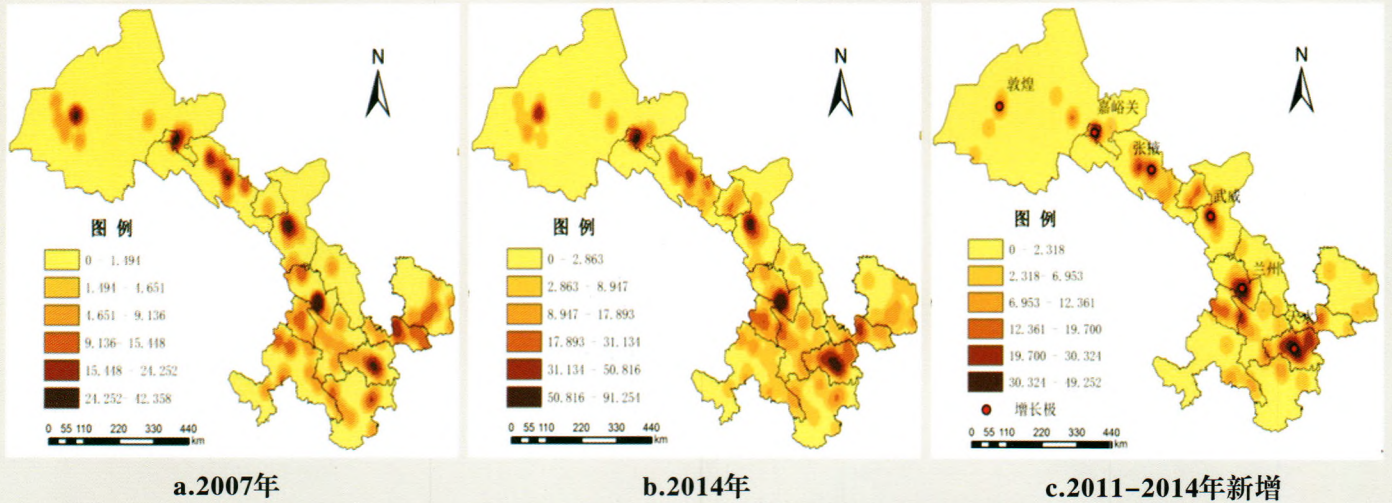 N
图 例
0 - 1.494
1.494 - 4.651
4.651 - 9.136
9.136 - 15.448
15.448 - 24.252
24.252 - 42.358
0 55 110 220 330 440
km
a.2007年
N
图 例
0 - 2.863
2.863 - 8.947
8.947 - 17.893
17.893 - 31.134
31.134 - 50.816
50.816 - 91.254
0 55 110 220 330 440
km
b.2014年
N
敦煌
嘉峪关
张掖
武威
兰州
天水
图 例
0 - 2.318
2.318- 6.953
6.953 - 12.361
12.361 - 19.700
19.700 - 30.324
30.324 - 49.252
增长极
0 55 110 220 330 440
km
c.2011-2014年新增